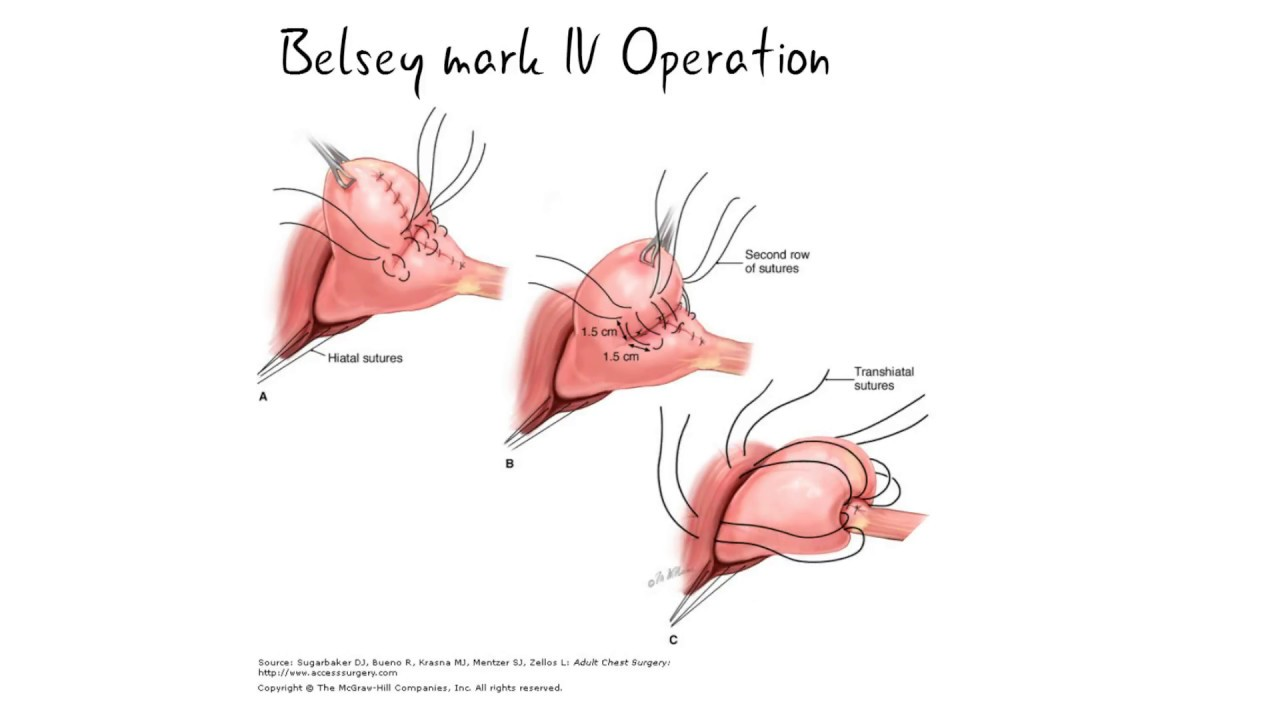 Belsey mark IV Operation
Second row
of sutures
1.5 cm
1.5 cm
Hiatal sutures
A
Transhiatal
sutures
B
C
Source: Sugarbaker DJ, Bueno R, Krasna MJ, Mentzer SJ, Zellos L: Adult Chest Surgery:
http://www.accesssurgery.com
Copyright © The McGraw-Hill Companies, Inc. All rights reserved.